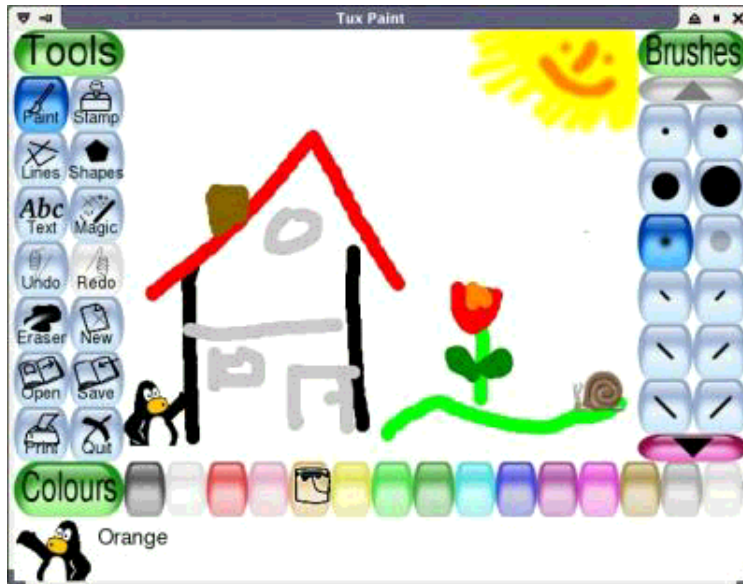 Tux Paint
Tools
Brushes
Paint
Stamp
Lines
Shapes
Abc
Text
Magic
Undo
Redo
Eraser
New
Open
Save
Print
Quit
Colours
Orange